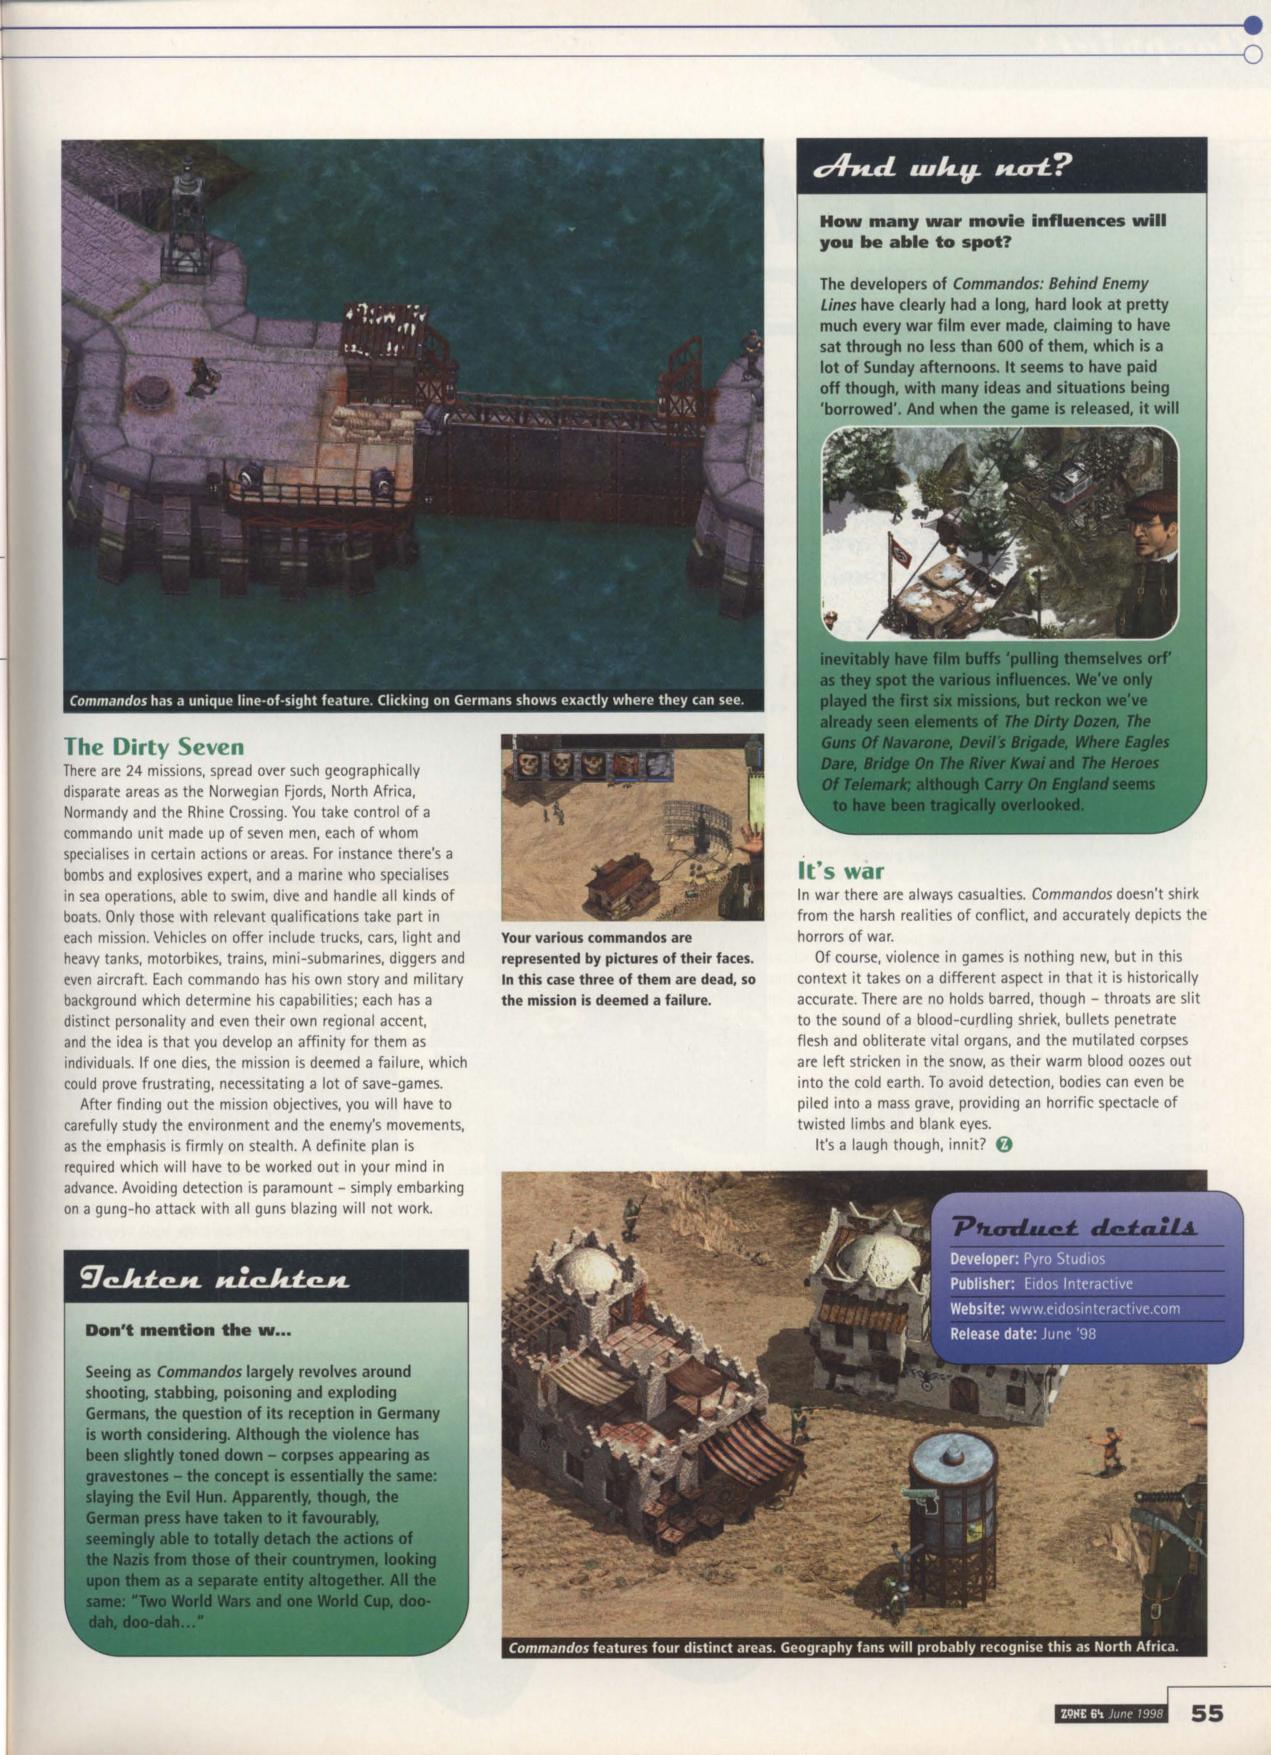 Commandos has a unique line-of-sight feature. Clicking on Germans shows exactly where they can see.
The Dirty Seven
There are 24 missions, spread over such geographically
disparate areas as the Norwegian Fjords, North Africa,
Normandy and the Rhine Crossing. You take control of a
commando unit made up of seven men, each of whom
specialises in certain actions or areas. For instance there's a
bombs and explosives expert, and a marine who specialises
in sea operations, able to swim, dive and handle all kinds of
boats. Only those with relevant qualifications take part in
each mission. Vehicles on offer include trucks, cars, light and
heavy tanks, motorbikes, trains, mini-submarines, diggers and
even aircraft. Each commando has his own story and military
background which determine his capabilities; each has a
distinct personality and even their own regional accent,
and the idea is that you develop an affinity for them as
individuals. If one dies, the mission is deemed a failure, which
could prove frustrating, necessitating a lot of save-games.
After finding out the mission objectives, you will have to
carefully study the environment and the enemy's movements,
as the emphasis is firmly on stealth. A definite plan is
required which will have to be worked out in your mind in
advance. Avoiding detection is paramount – simply embarking
on a gung-ho attack with all guns blazing will not work.
Ichten nichten
Don't mention the w...
Seeing as Commandos largely revolves around
shooting, stabbing, poisoning and exploding
Germans, the question of its reception in Germany
is worth considering. Although the violence has
been slightly toned down – corpses appearing as
gravestones – the concept is essentially the same:
slaying the Evil Hun. Apparently, though, the
German press have taken to it favourably,
seemingly able to totally detach the actions of
the Nazis from those of their countrymen, looking
upon them as a separate entity altogether. All the
same: "Two World Wars and one World Cup, doo-
dah, doo-dah..."
Your various commandos are
represented by pictures of their faces.
In this case three of them are dead, so
the mission is deemed a failure.
And why not?
How many war movie influences will
you be able to spot?
The developers of Commandos: Behind Enemy
Lines have clearly had a long, hard look at pretty
much every war film ever made, claiming to have
sat through no less than 600 of them, which is a
lot of Sunday afternoons. It seems to have paid
off though, with many ideas and situations being
'borrowed'. And when the game is released, it will
inevitably have film buffs 'pulling themselves orf'
as they spot the various influences. We've only
played the first six missions, but reckon we've
already seen elements of The Dirty Dozen, The
Guns Of Navarone, Devil's Brigade, Where Eagles
Dare, Bridge On The River Kwai and The Heroes
Of Telemark; although Carry On England seems
to have been tragically overlooked.
It's war
In war there are always casualties. Commandos doesn't shirk
from the harsh realities of conflict, and accurately depicts the
horrors of war.
Of course, violence in games is nothing new, but in this
context it takes on a different aspect in that it is historically
accurate. There are no holds barred, though – throats are slit
to the sound of a blood-curdling shriek, bullets penetrate
flesh and obliterate vital organs, and the mutilated corpses
are left stricken in the snow, as their warm blood oozes out
into the cold earth. To avoid detection, bodies can even be
piled into a mass grave, providing an horrific spectacle of
twisted limbs and blank eyes.
It's a laugh though, innit? Z
Product details
Developer: Pyro Studios
Publisher: Eidos Interactive
Website: www.eidosinteractive.com
Release date: June '98
Commandos features four distinct areas. Geography fans will probably recognise this as North Africa.
ZONE 64 June 1998 55